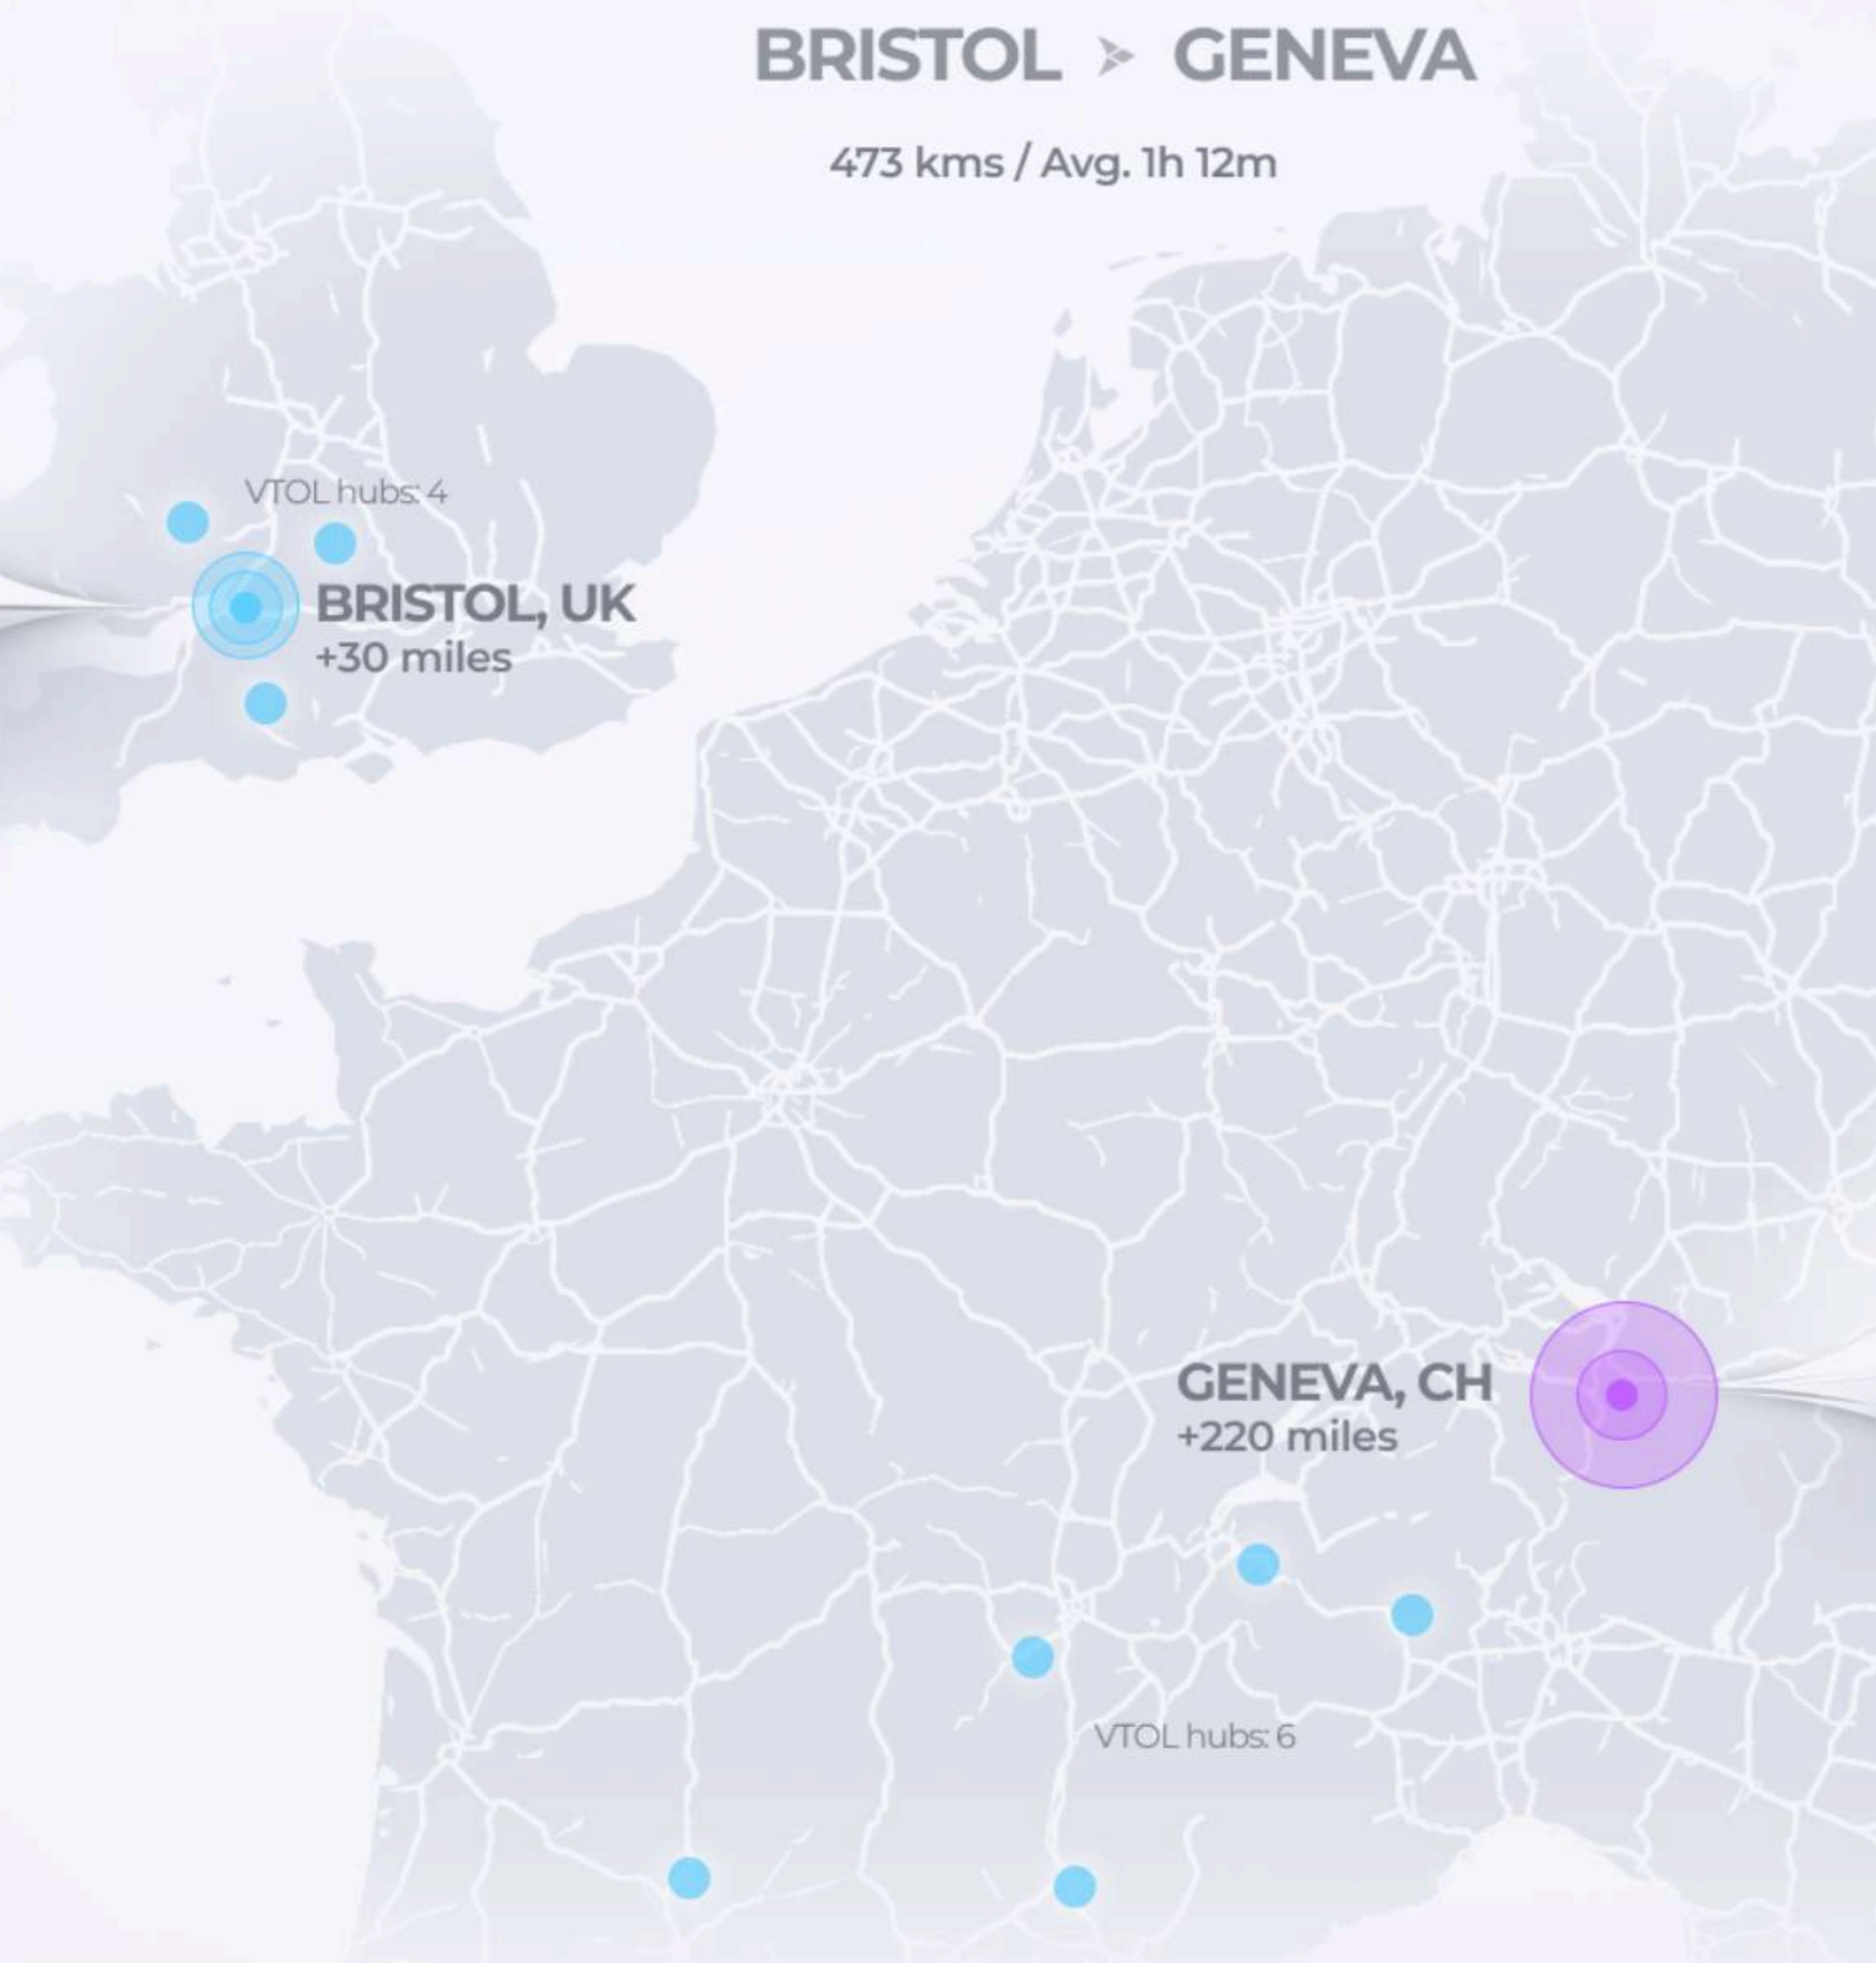 BRISTOL > GENEVA
473 kms / Avg. 1h 12m
VTOL hubs: 4
BRISTOL, UK
+30 miles
GENEVA, CH
+220 miles
VTOL hubs: 6